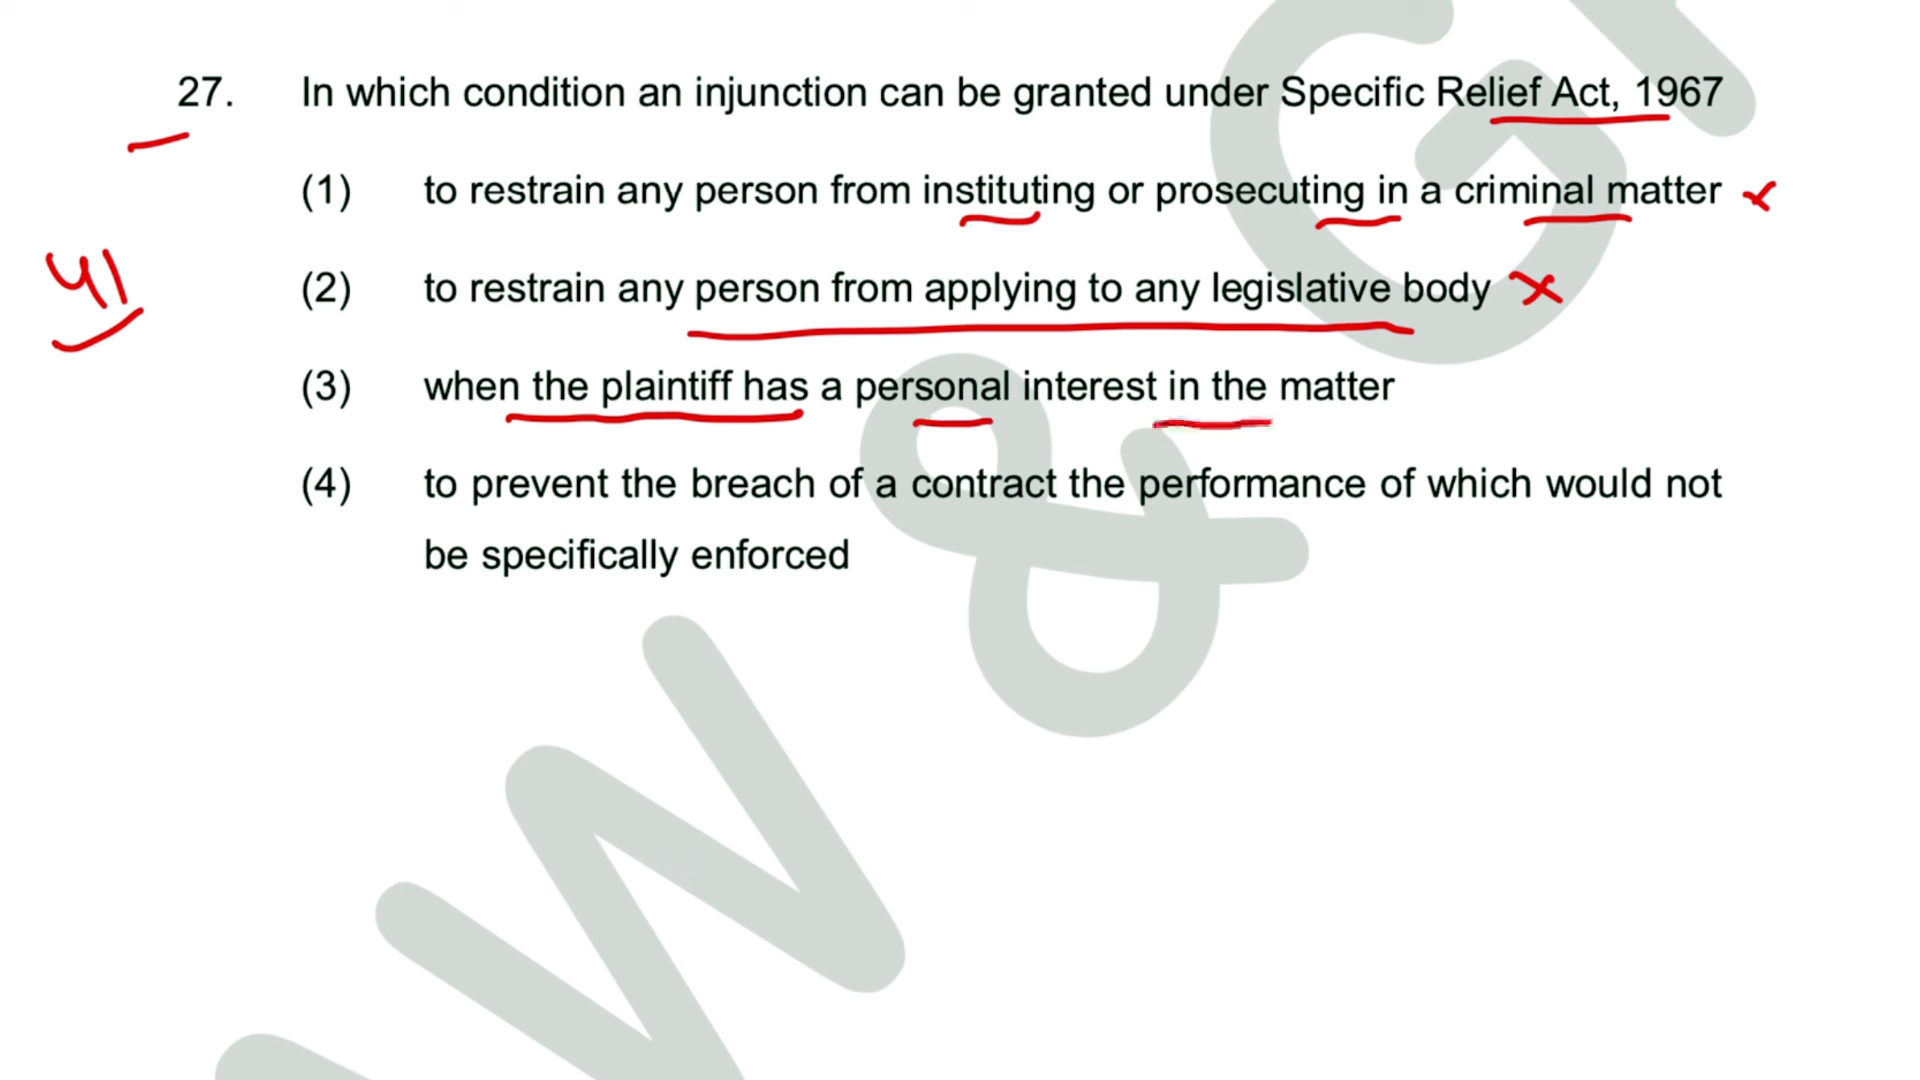 27. In which condition an injunction can be granted under Specific Relief Act, 1967
(1) to restrain any person from instituting or prosecuting in a criminal matter
41
(2) to restrain any person from applying to any legislative body
(3) when the plaintiff has a personal interest in the matter
(4) to prevent the breach of a contract the performance of which would not
be specifically enforced